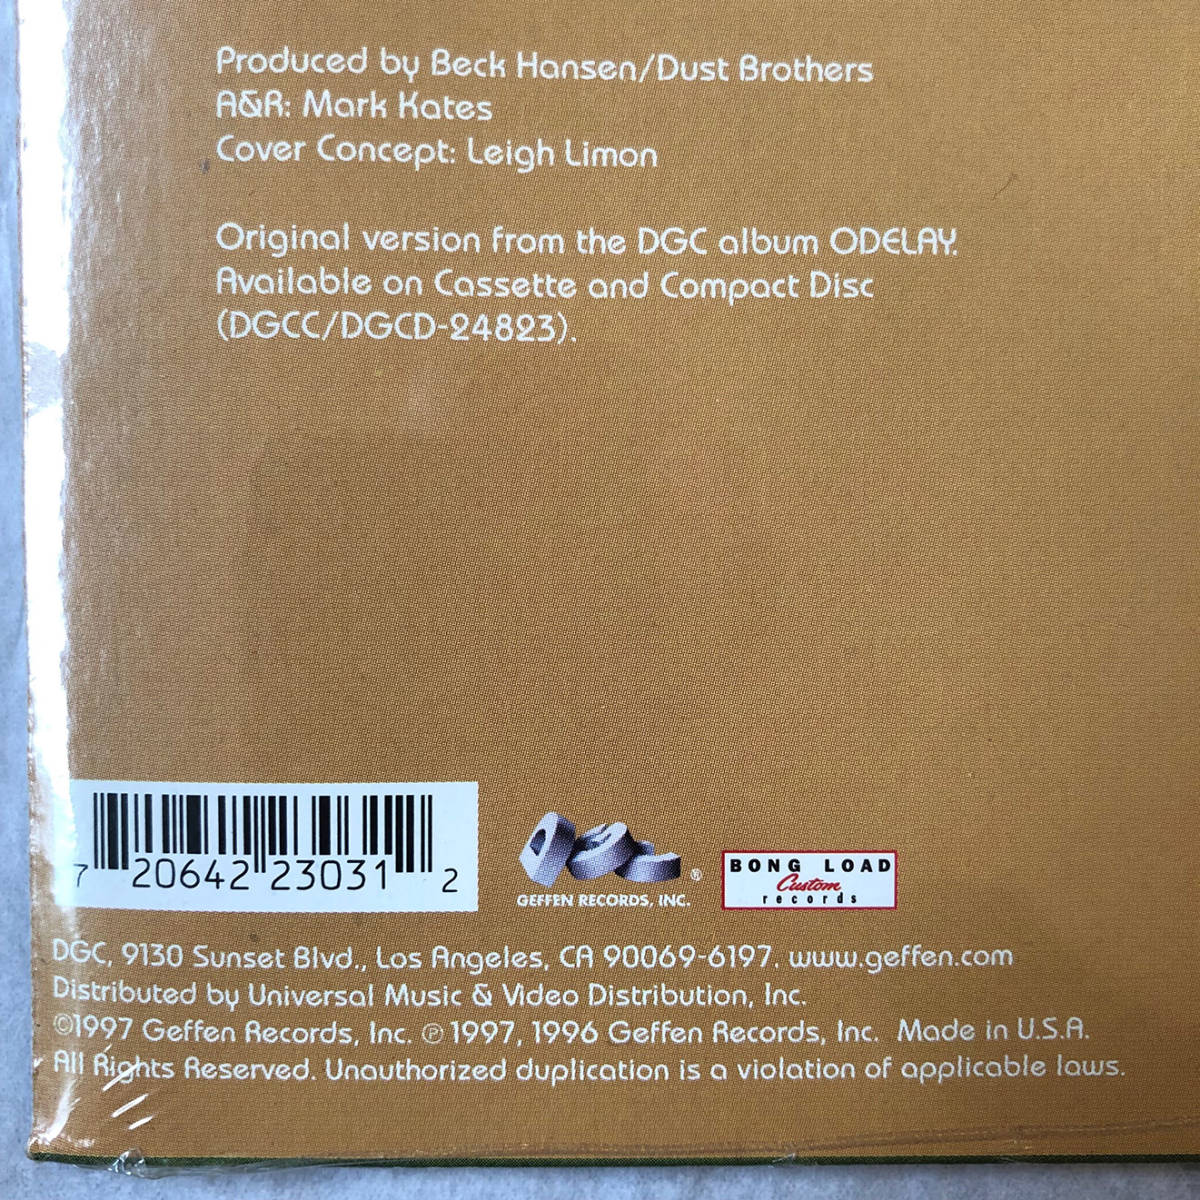 Produced by Beck Hansen/Dust Brothers
A&R: Mark Kates
Cover Concept: Leigh Limon
Original version from the DGC album ODELAY.
Available on Cassette and Compact Disc
(DGCC/DGCD-24823).
7 20642 23031 2
GEFFEN RECORDS, INC. ®
BONG LOAD
Custom
records
DGC, 9130 Sunset Blvd., Los Angeles, CA 90069-6197. www.geffen.com
Distributed by Universal Music & Video Distribution, Inc.
©1997 Geffen Records, Inc. ℗ 1997, 1996 Geffen Records, Inc. Made in U.S.A.
All Rights Reserved. Unauthorized duplication is a violation of applicable laws.